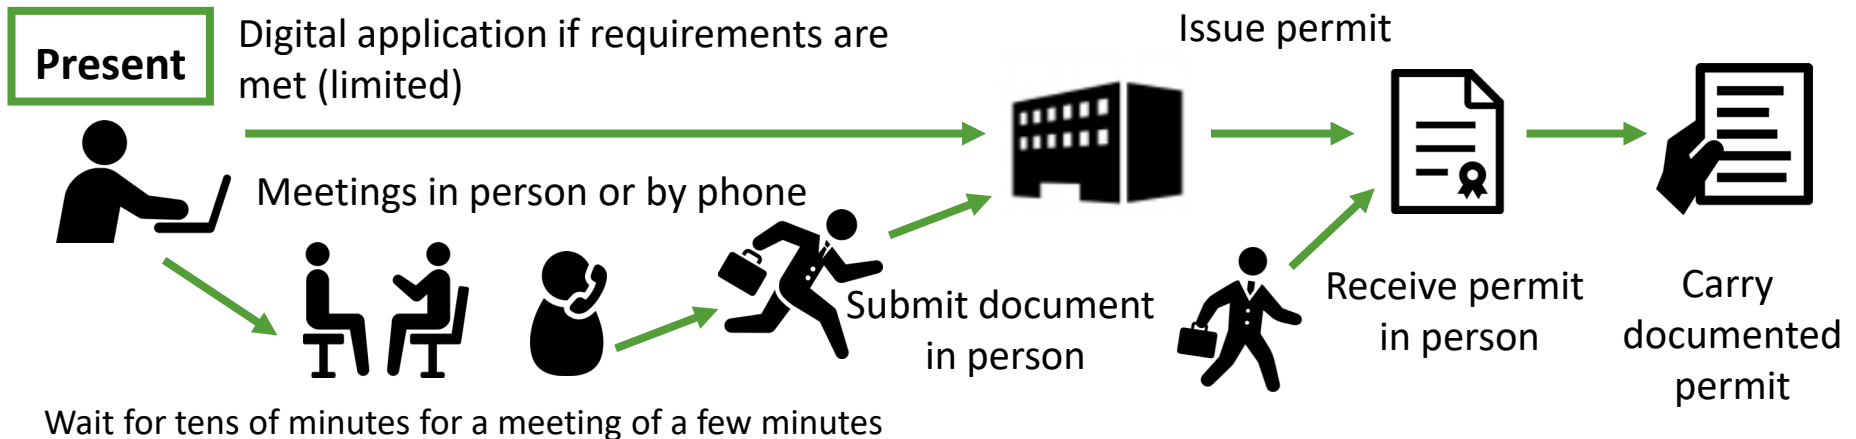 Present
Digital application if requirements are
met (limited)
Issue permit
Meetings in person or by phone
Submit document
in person
Receive permit
in person
Carry
documented
permit
Wait for tens of minutes for a meeting of a few minutes